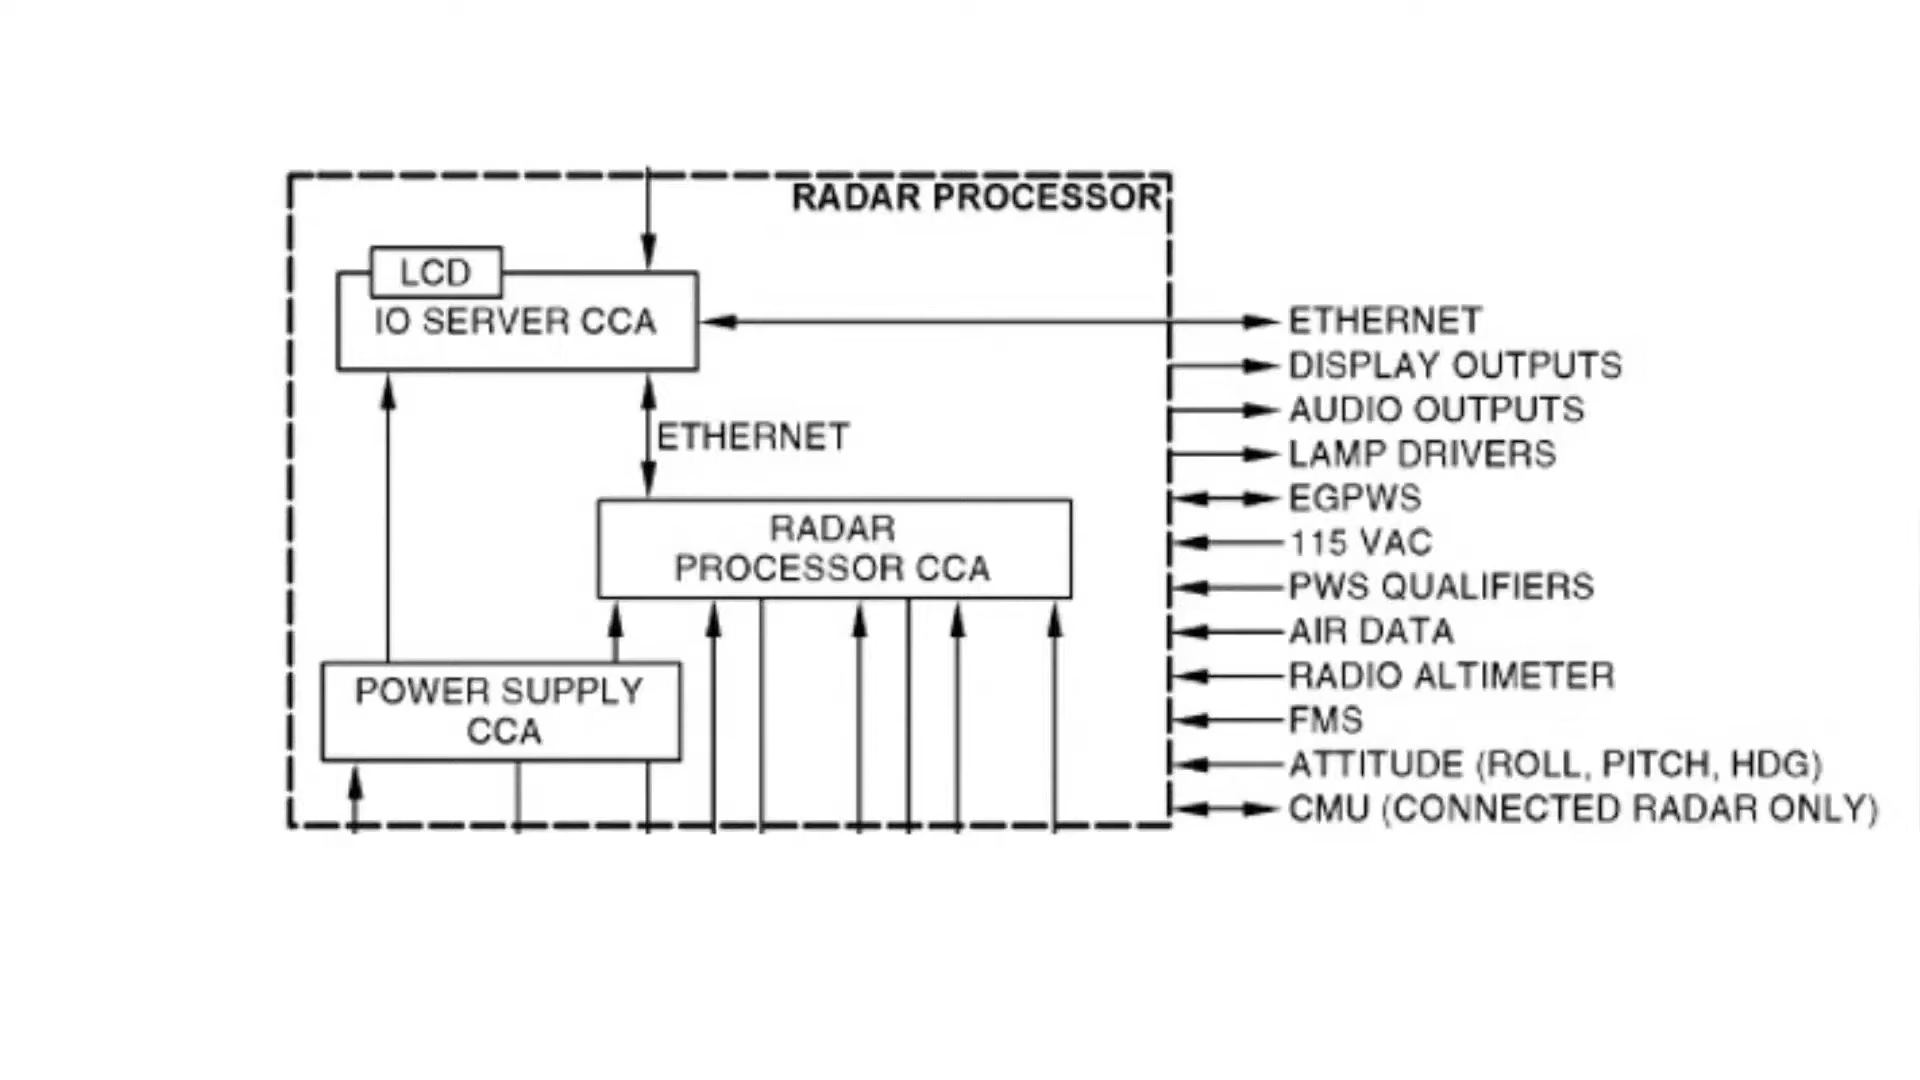 RADAR PROCESSOR
LCD
IO SERVER CCA
ETHERNET
RADAR
PROCESSOR CCA
POWER SUPPLY
CCA
ETHERNET
DISPLAY OUTPUTS
AUDIO OUTPUTS
LAMP DRIVERS
EGPWS
115 VAC
PWS QUALIFIERS
AIR DATA
RADIO ALTIMETER
FMS
ATTITUDE (ROLL, PITCH, HDG)
CMU (CONNECTED RADAR ONLY)